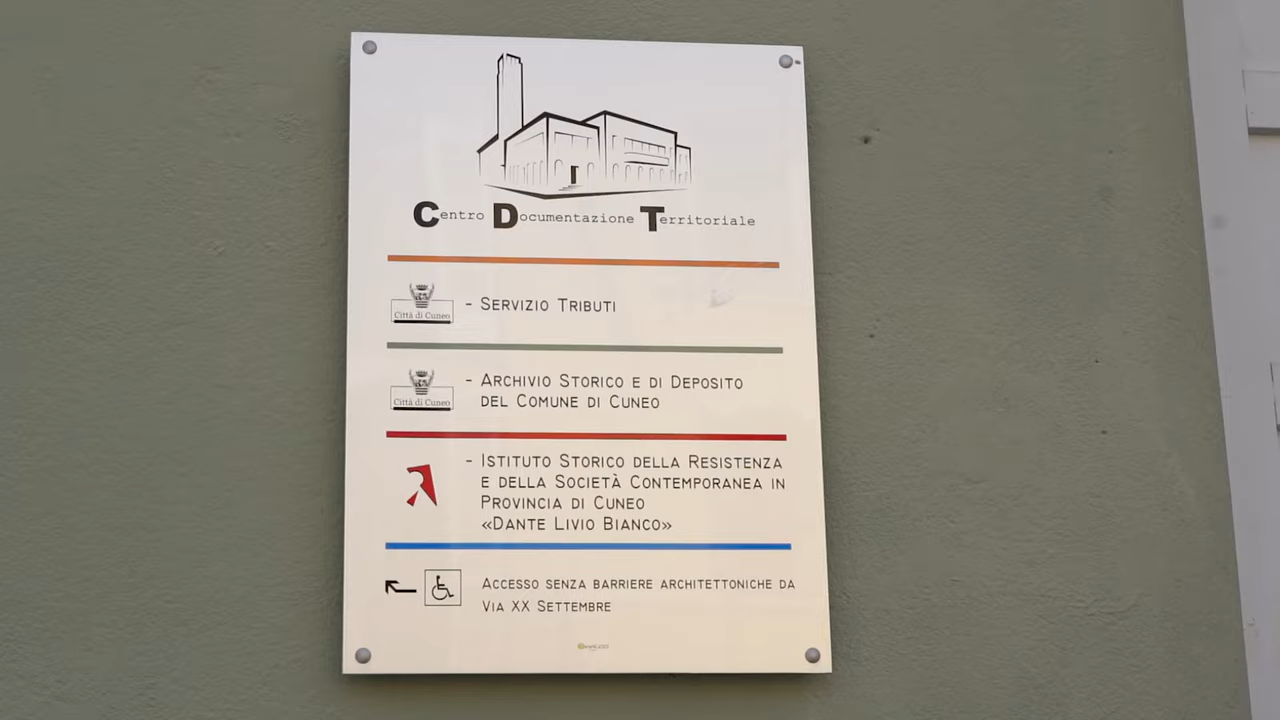 Centro Documentazione Territoriale
Città di Cuneo
- SERVIZIO TRIBUTI
Città di Cuneo
- ARCHIVIO STORICO E DI DEPOSITO
DEL COMUNE DI CUNEO
- ISTITUTO STORICO DELLA RESISTENZA
E DELLA SOCIETÀ CONTEMPORANEA IN
PROVINCIA DI CUNEO
«DANTE LIVIO BIANCO»
ACCESSO SENZA BARRIERE ARCHITETTONICHE DA
VIA XX SETTEMBRE